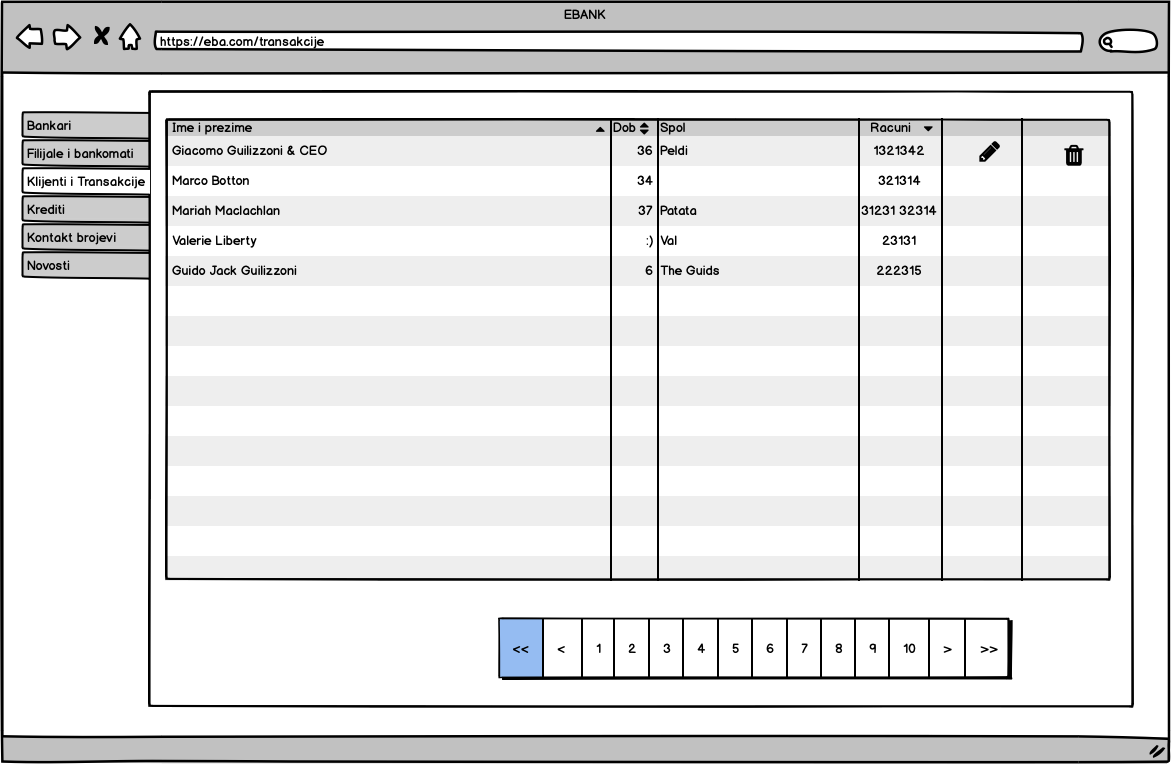 EBANK
https://eba.com/transakcije
Bankari
Filijale i bankomati
Klijenti i Transakcije
Krediti
Kontakt brojevi
Novosti
Ime i prezime Dob Spol Racuni
Giacomo Guilizzoni & CEO 36 Peldi 1321342
Marco Botton 34 321314
Mariah Maclachlan 37 Patata 31231 32314
Valerie Liberty :) Val 23131
Guido Jack Guilizzoni 6 The Guids 222315
<< < 1 2 3 4 5 6 7 8 9 10 > >>